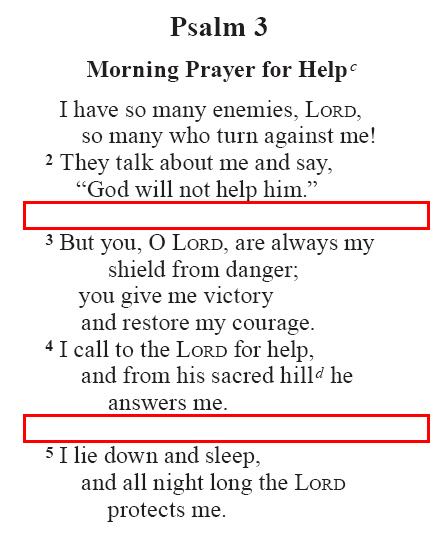 Psalm 3
Morning Prayer for Help c
I have so many enemies, LORD,
so many who turn against me!
2 They talk about me and say,
“God will not help him.”
3 But you, O LORD, are always my
shield from danger;
you give me victory
and restore my courage.
4 I call to the LORD for help,
and from his sacred hill d he
answers me.
5 I lie down and sleep,
and all night long the LORD
protects me.